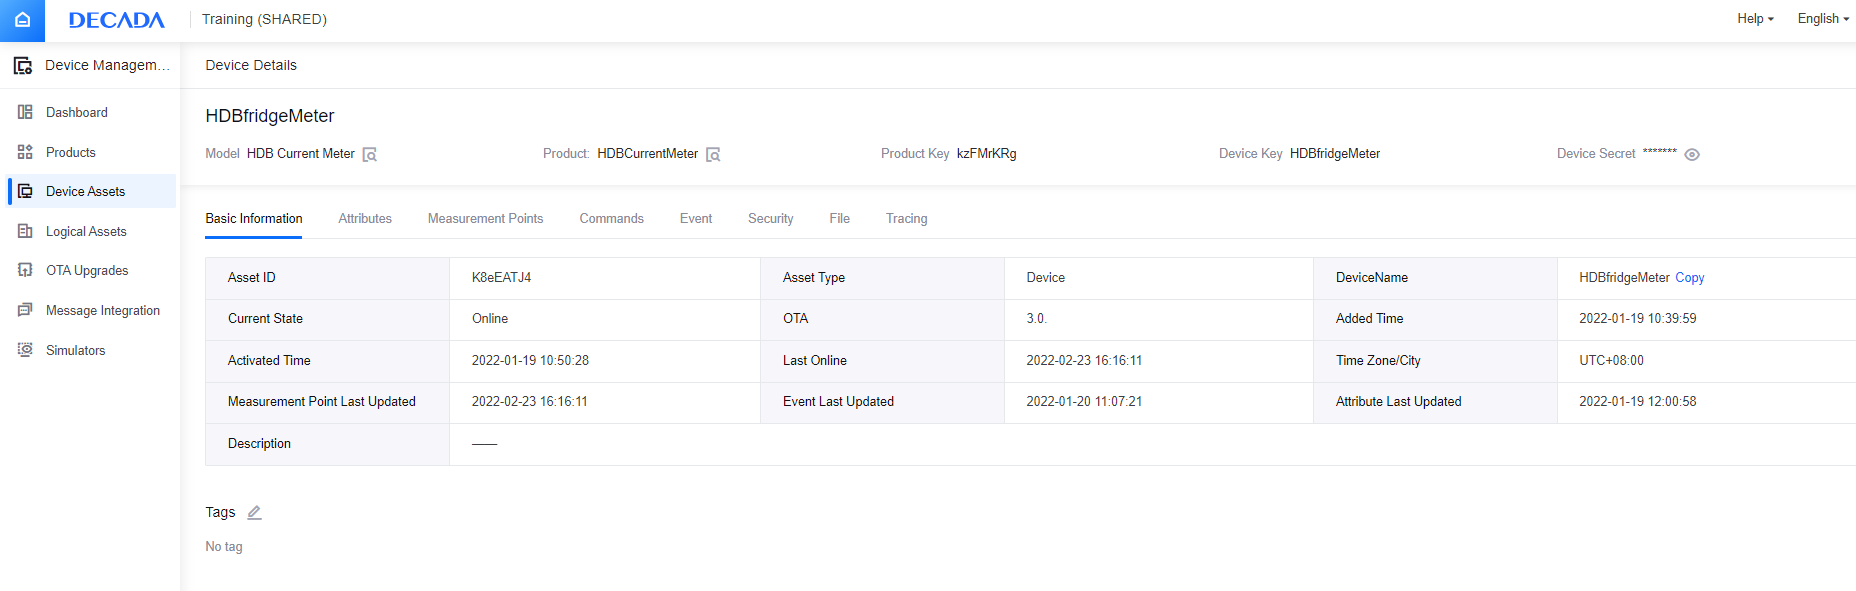 DECADA Training (SHARED) Help English
Device Managem... Device Details
Dashboard
Products
Device Assets
Logical Assets
OTA Upgrades
Message Integration
Simulators
HDBfridgeMeter
Model HDB Current Meter Product: HDBCurrentMeter Product Key kzFMrKRg Device Key HDBfridgeMeter Device Secret *******
Basic Information Attributes Measurement Points Commands Event Security File Tracing
Asset ID K8eEATJ4 Asset Type Device DeviceName HDBfridgeMeter Copy
Current State Online OTA 3.0. Added Time 2022-01-19 10:39:59
Activated Time 2022-01-19 10:50:28 Last Online 2022-02-23 16:16:11 Time Zone/City UTC+08:00
Measurement Point Last Updated 2022-02-23 16:16:11 Event Last Updated 2022-01-20 11:07:21 Attribute Last Updated 2022-01-19 12:00:58
Description ——
Tags
No tag